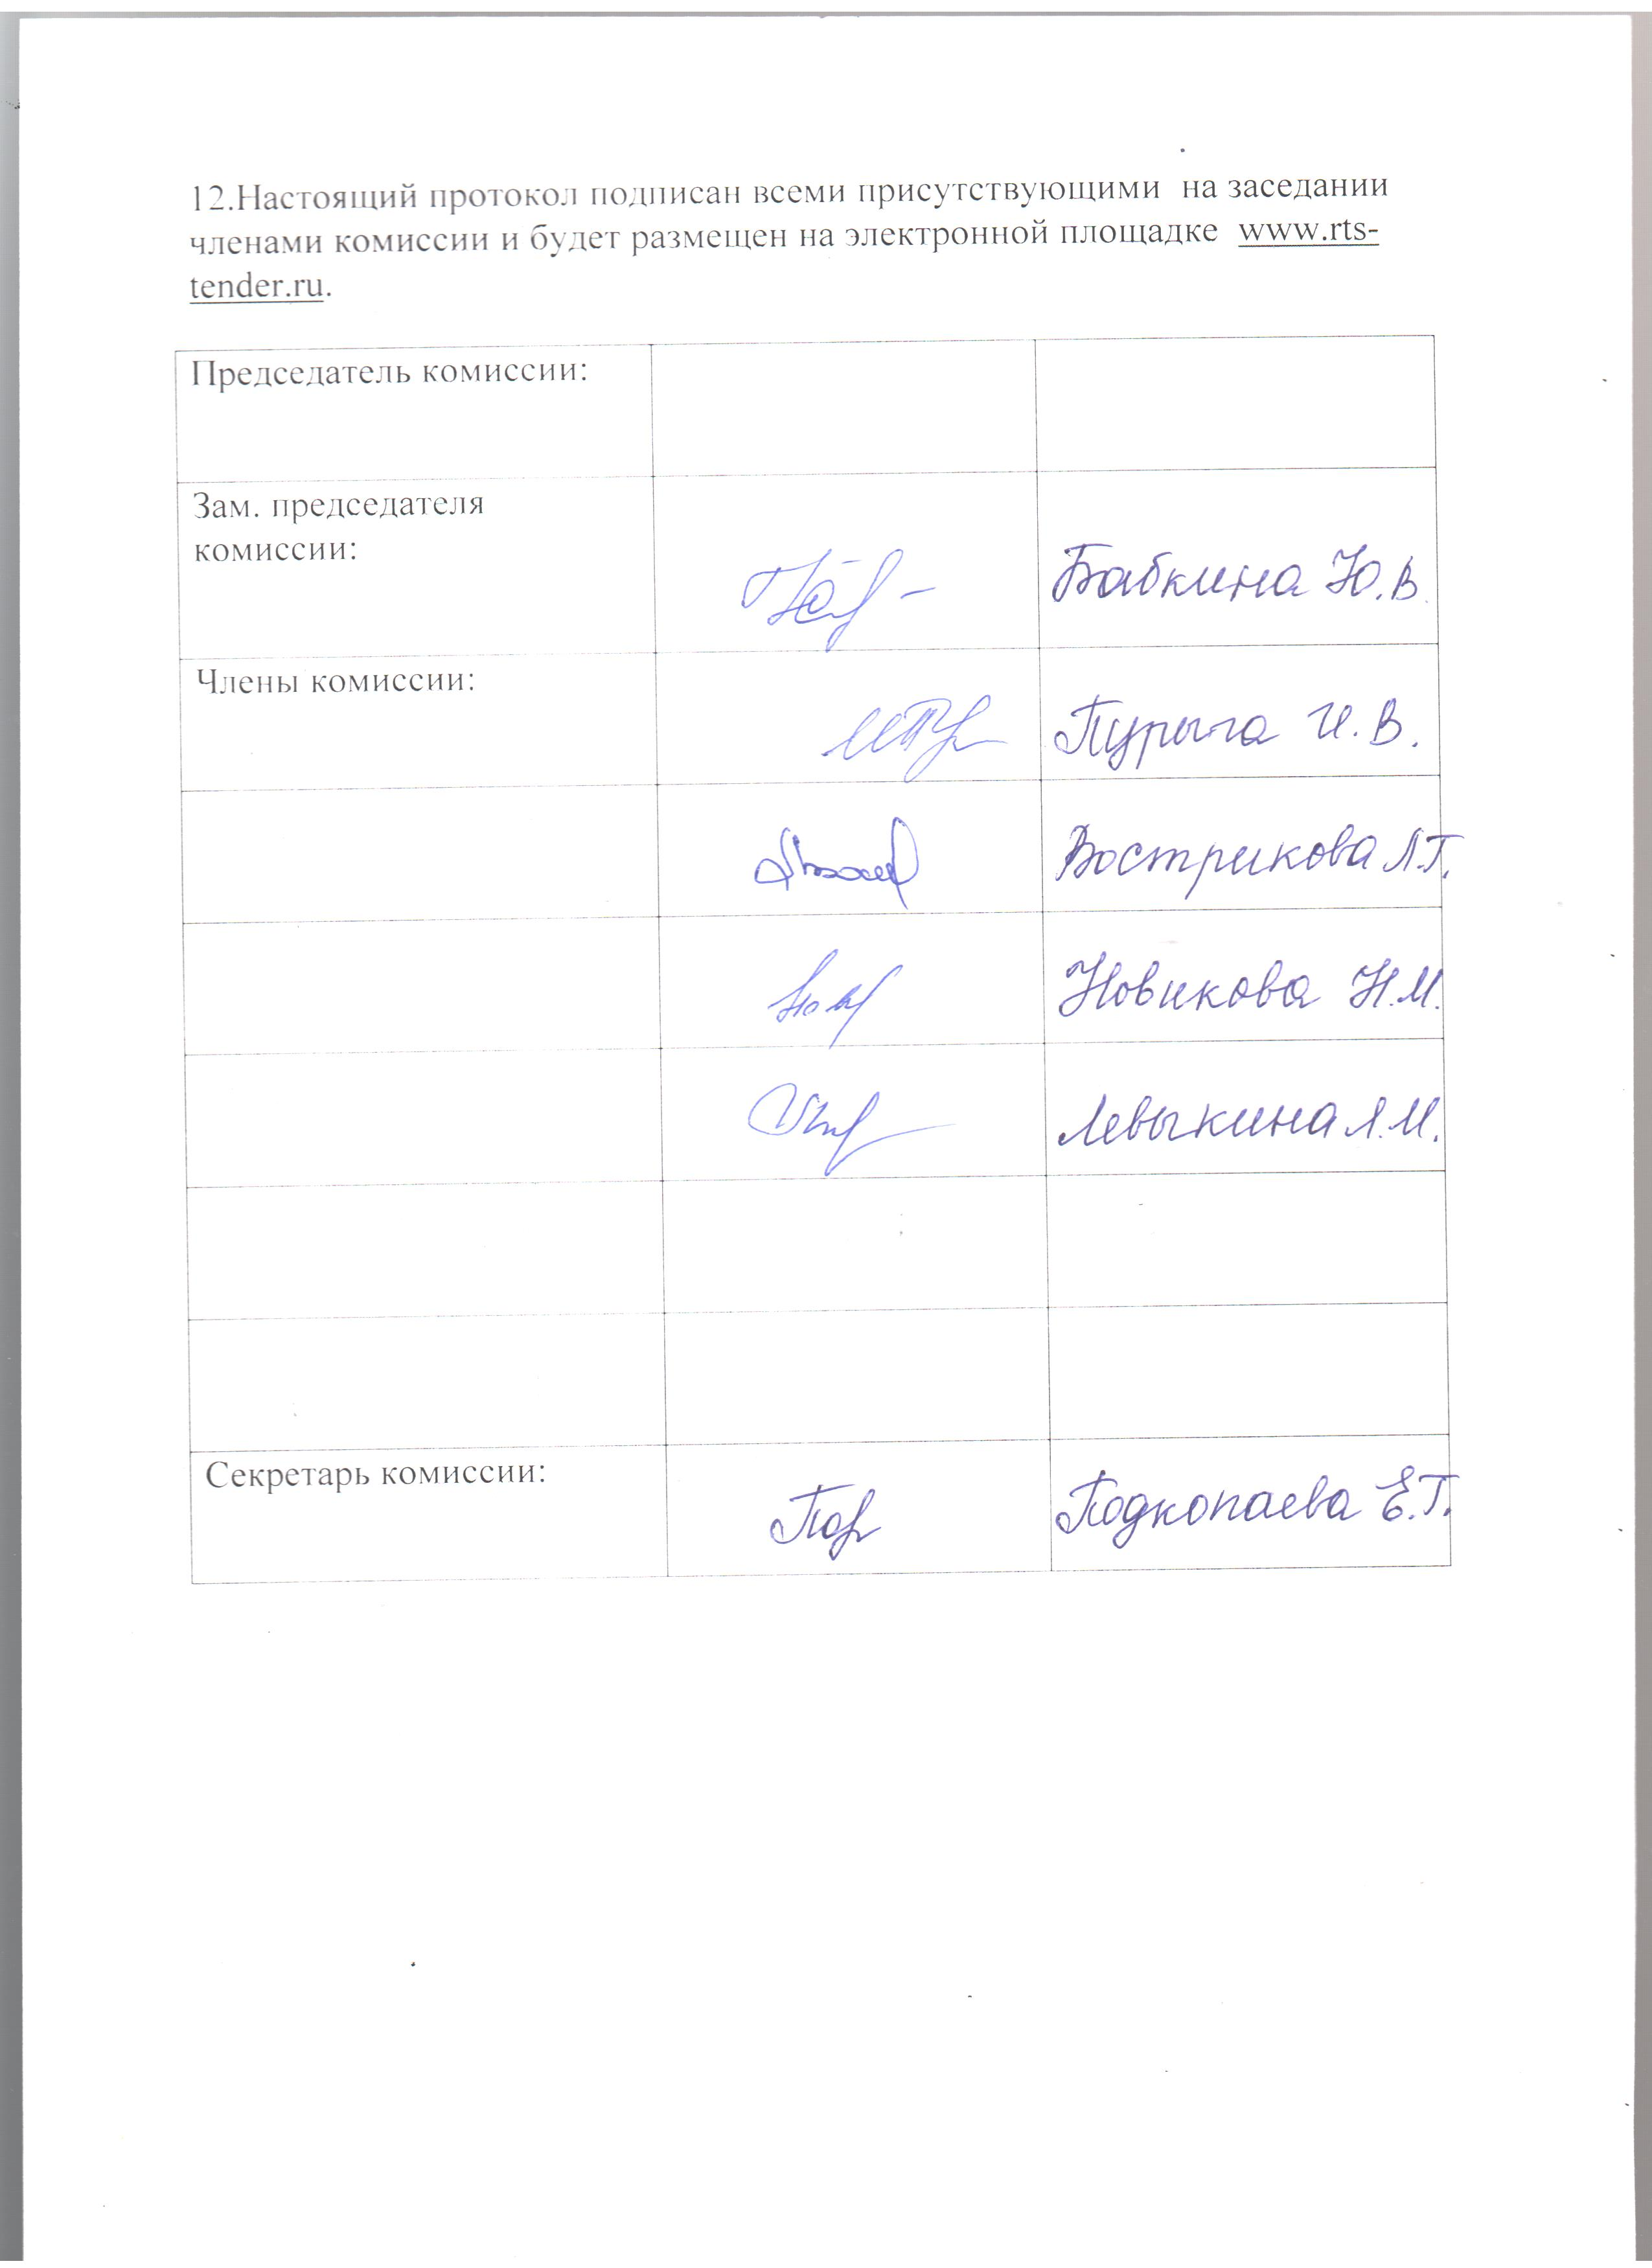 12.Настоящий протокол подписан всеми присутствующими на заседании
членами комиссии и будет размещен на электронной площадке www.rts-
tender.ru.
Председатель комиссии:
Зам. председателя
комиссии:
Бабкина Ю.В.
Члены комиссии:
Пурыга И.В.
Вострикова Л.Г.
Новикова Н.М.
Левыкина Л.М.
Секретарь комиссии:
Подкопаева Е.Г.